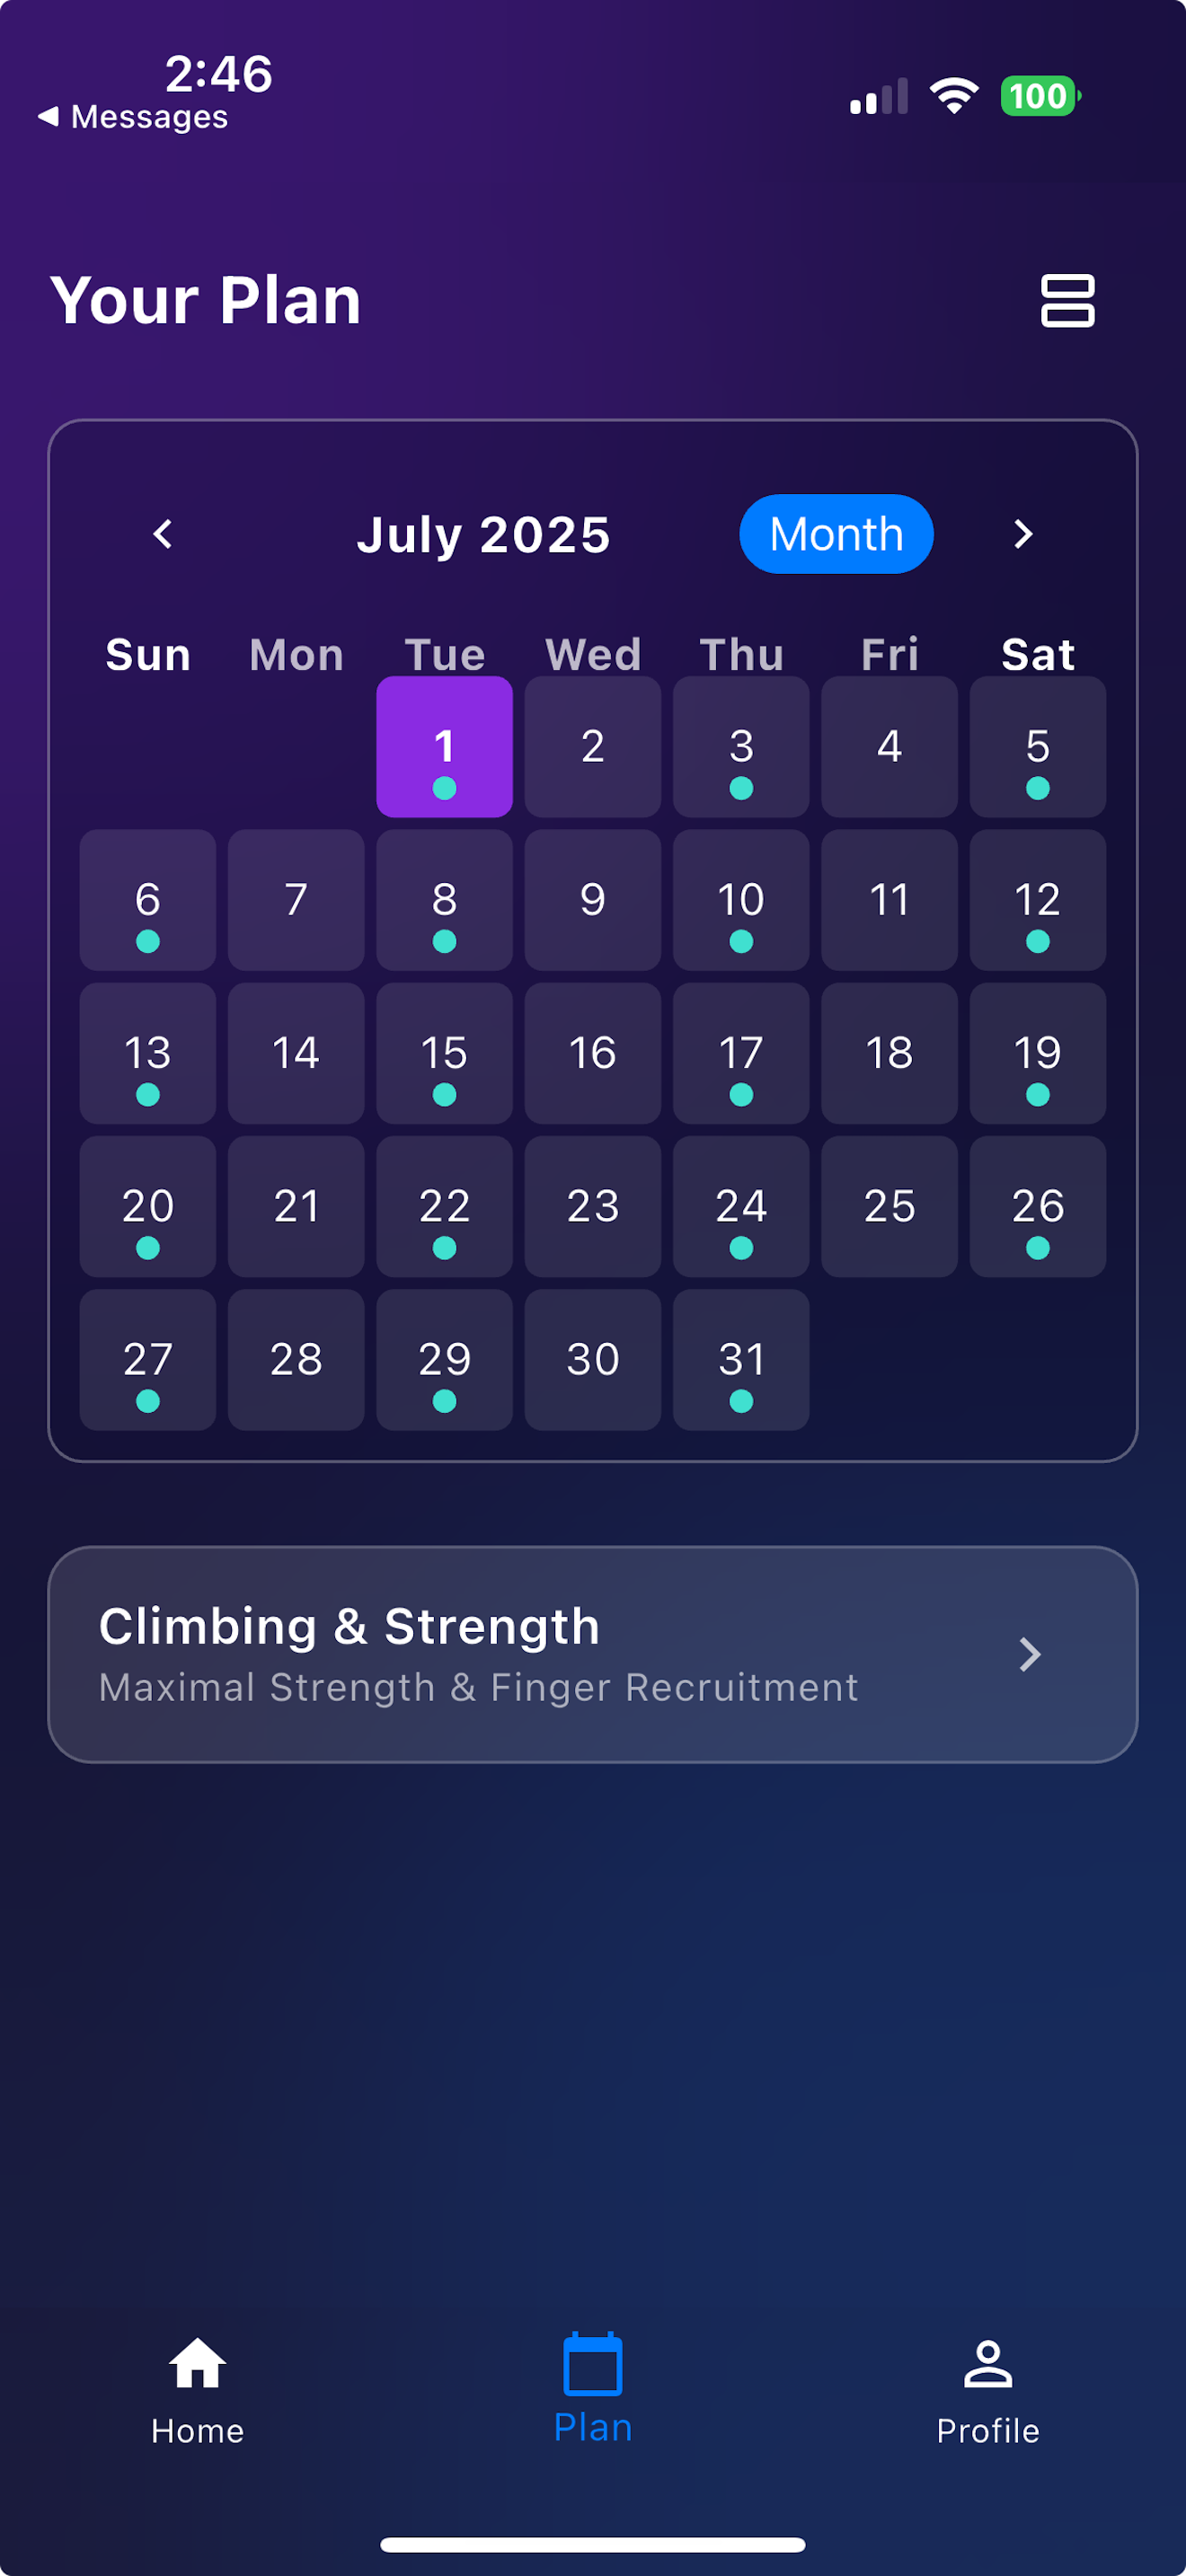 2:46
Messages
100
Your Plan
July 2025 Month
Sun Mon Tue Wed Thu Fri Sat
1 2 3 4 5
6 7 8 9 10 11 12
13 14 15 16 17 18 19
20 21 22 23 24 25 26
27 28 29 30 31
Climbing & Strength
Maximal Strength & Finger Recruitment
Home Plan Profile